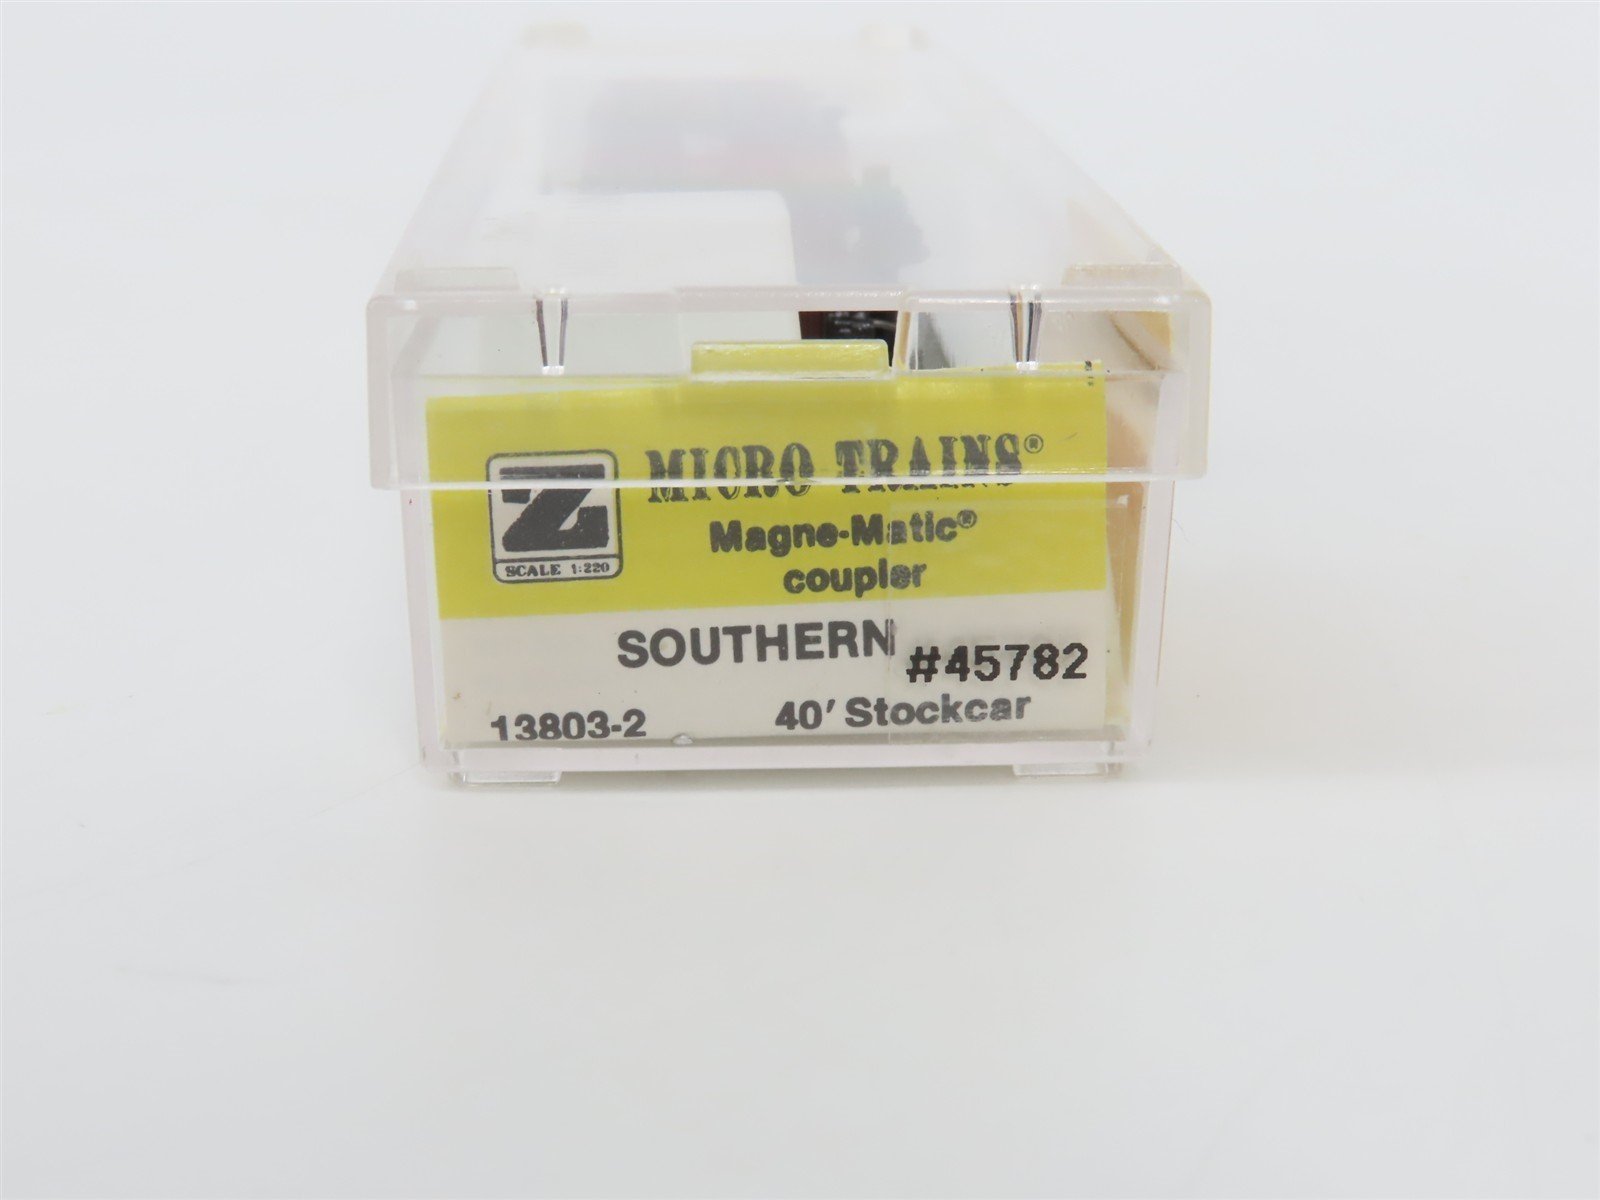 Z
SCALE 1:220
MICRO TRAINS®
Magne-Matic®
coupler
SOUTHERN
#45782
13803-2 40' Stockcar